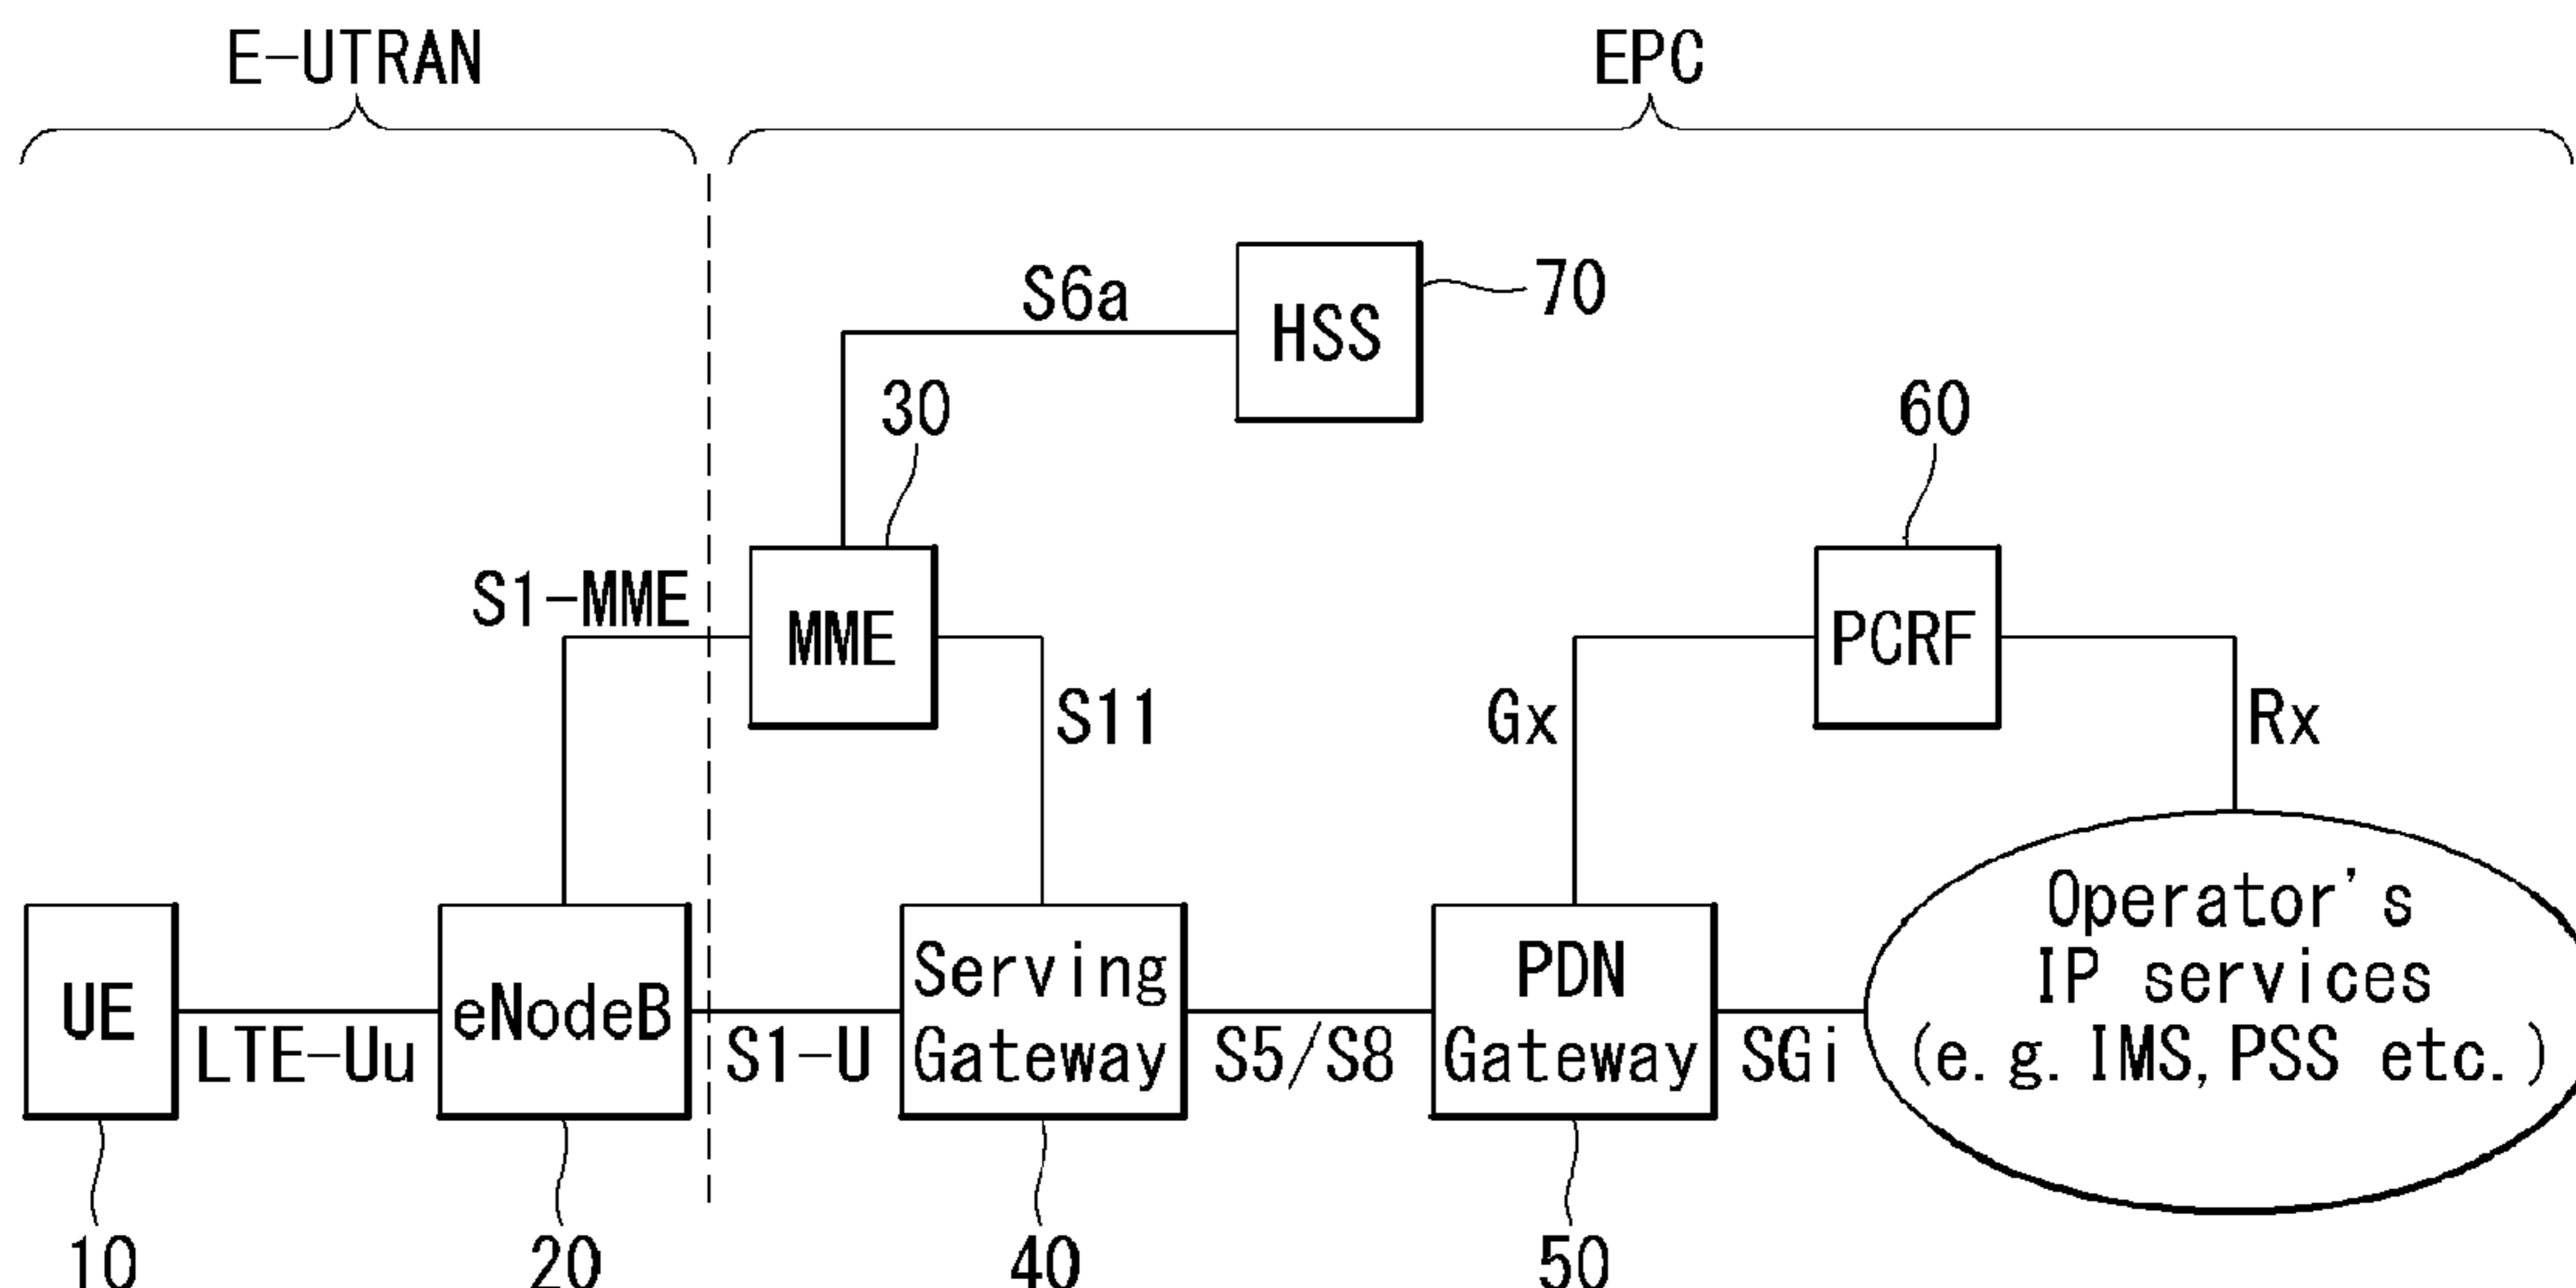 E-UTRAN
EPC
S6a
HSS
70
30
60
S1-MME
MME
PCRF
S11
Gx
Rx
UE
LTE-Uu
eNodeB
S1-U
Serving
Gateway
S5/S8
PDN
Gateway
SGi
Operator's
IP services
(e.g. IMS, PSS etc.)
10
20
40
50